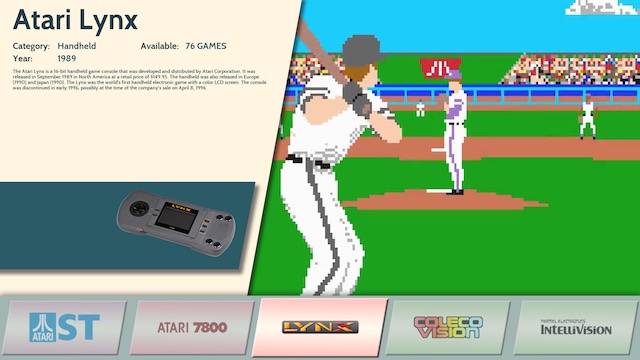 Atari Lynx
Category: Handheld Available: 76 GAMES
Year: 1989
The Atari Lynx is a 16-bit handheld game console that was developed and distributed by Atari Corporation. It was
released in September 1989 in North America at a retail price of $149.95. The handheld was also released in Europe
(1990) and Japan (1990). The Lynx was the world's first handheld electronic game with a color LCD screen. The console
was discontinued in early 1996, possibly at the time of the company's sale on April 8, 1996.
LYNX
ATARI ST
ATARI 7800
LYNX
COLECO VISION
INTELLIVISION